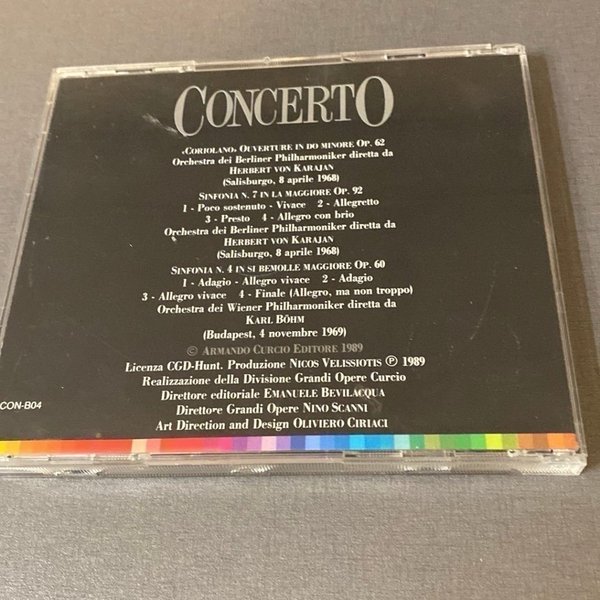 CONCERTO
«CORIOLANO» OUVERTURE IN DO MINORE OP. 62
Orchestra dei Berliner Philharmoniker diretta da
HERBERT VON KARAJAN
(Salisburgo, 8 aprile 1968)
SINFONIA N. 7 IN LA MAGGIORE OP. 92
1 - Poco sostenuto - Vivace 2 - Allegretto
3 - Presto 4 - Allegro con brio
Orchestra dei Berliner Philharmoniker diretta da
HERBERT VON KARAJAN
(Salisburgo, 8 aprile 1968)
SINFONIA N. 4 IN SI BEMOLLE MAGGIORE OP. 60
1 - Adagio - Allegro vivace 2 - Adagio
3 - Allegro vivace 4 - Finale (Allegro, ma non troppo)
Orchestra dei Wiener Philharmoniker diretta da
KARL BÖHM
(Budapest, 4 novembre 1969)
© ARMANDO CURCIO EDITORE 1989
Licenza CGD-Hunt. Produzione NICOS VELISSIOTIS ℗ 1989
Realizzazione della Divisione Grandi Opere Curcio
Direttore editoriale EMANUELE BEVILACQUA
Direttore Grandi Opere NINO SCANNI
Art Direction and Design OLIVIERO CIRIACI
CON-B04